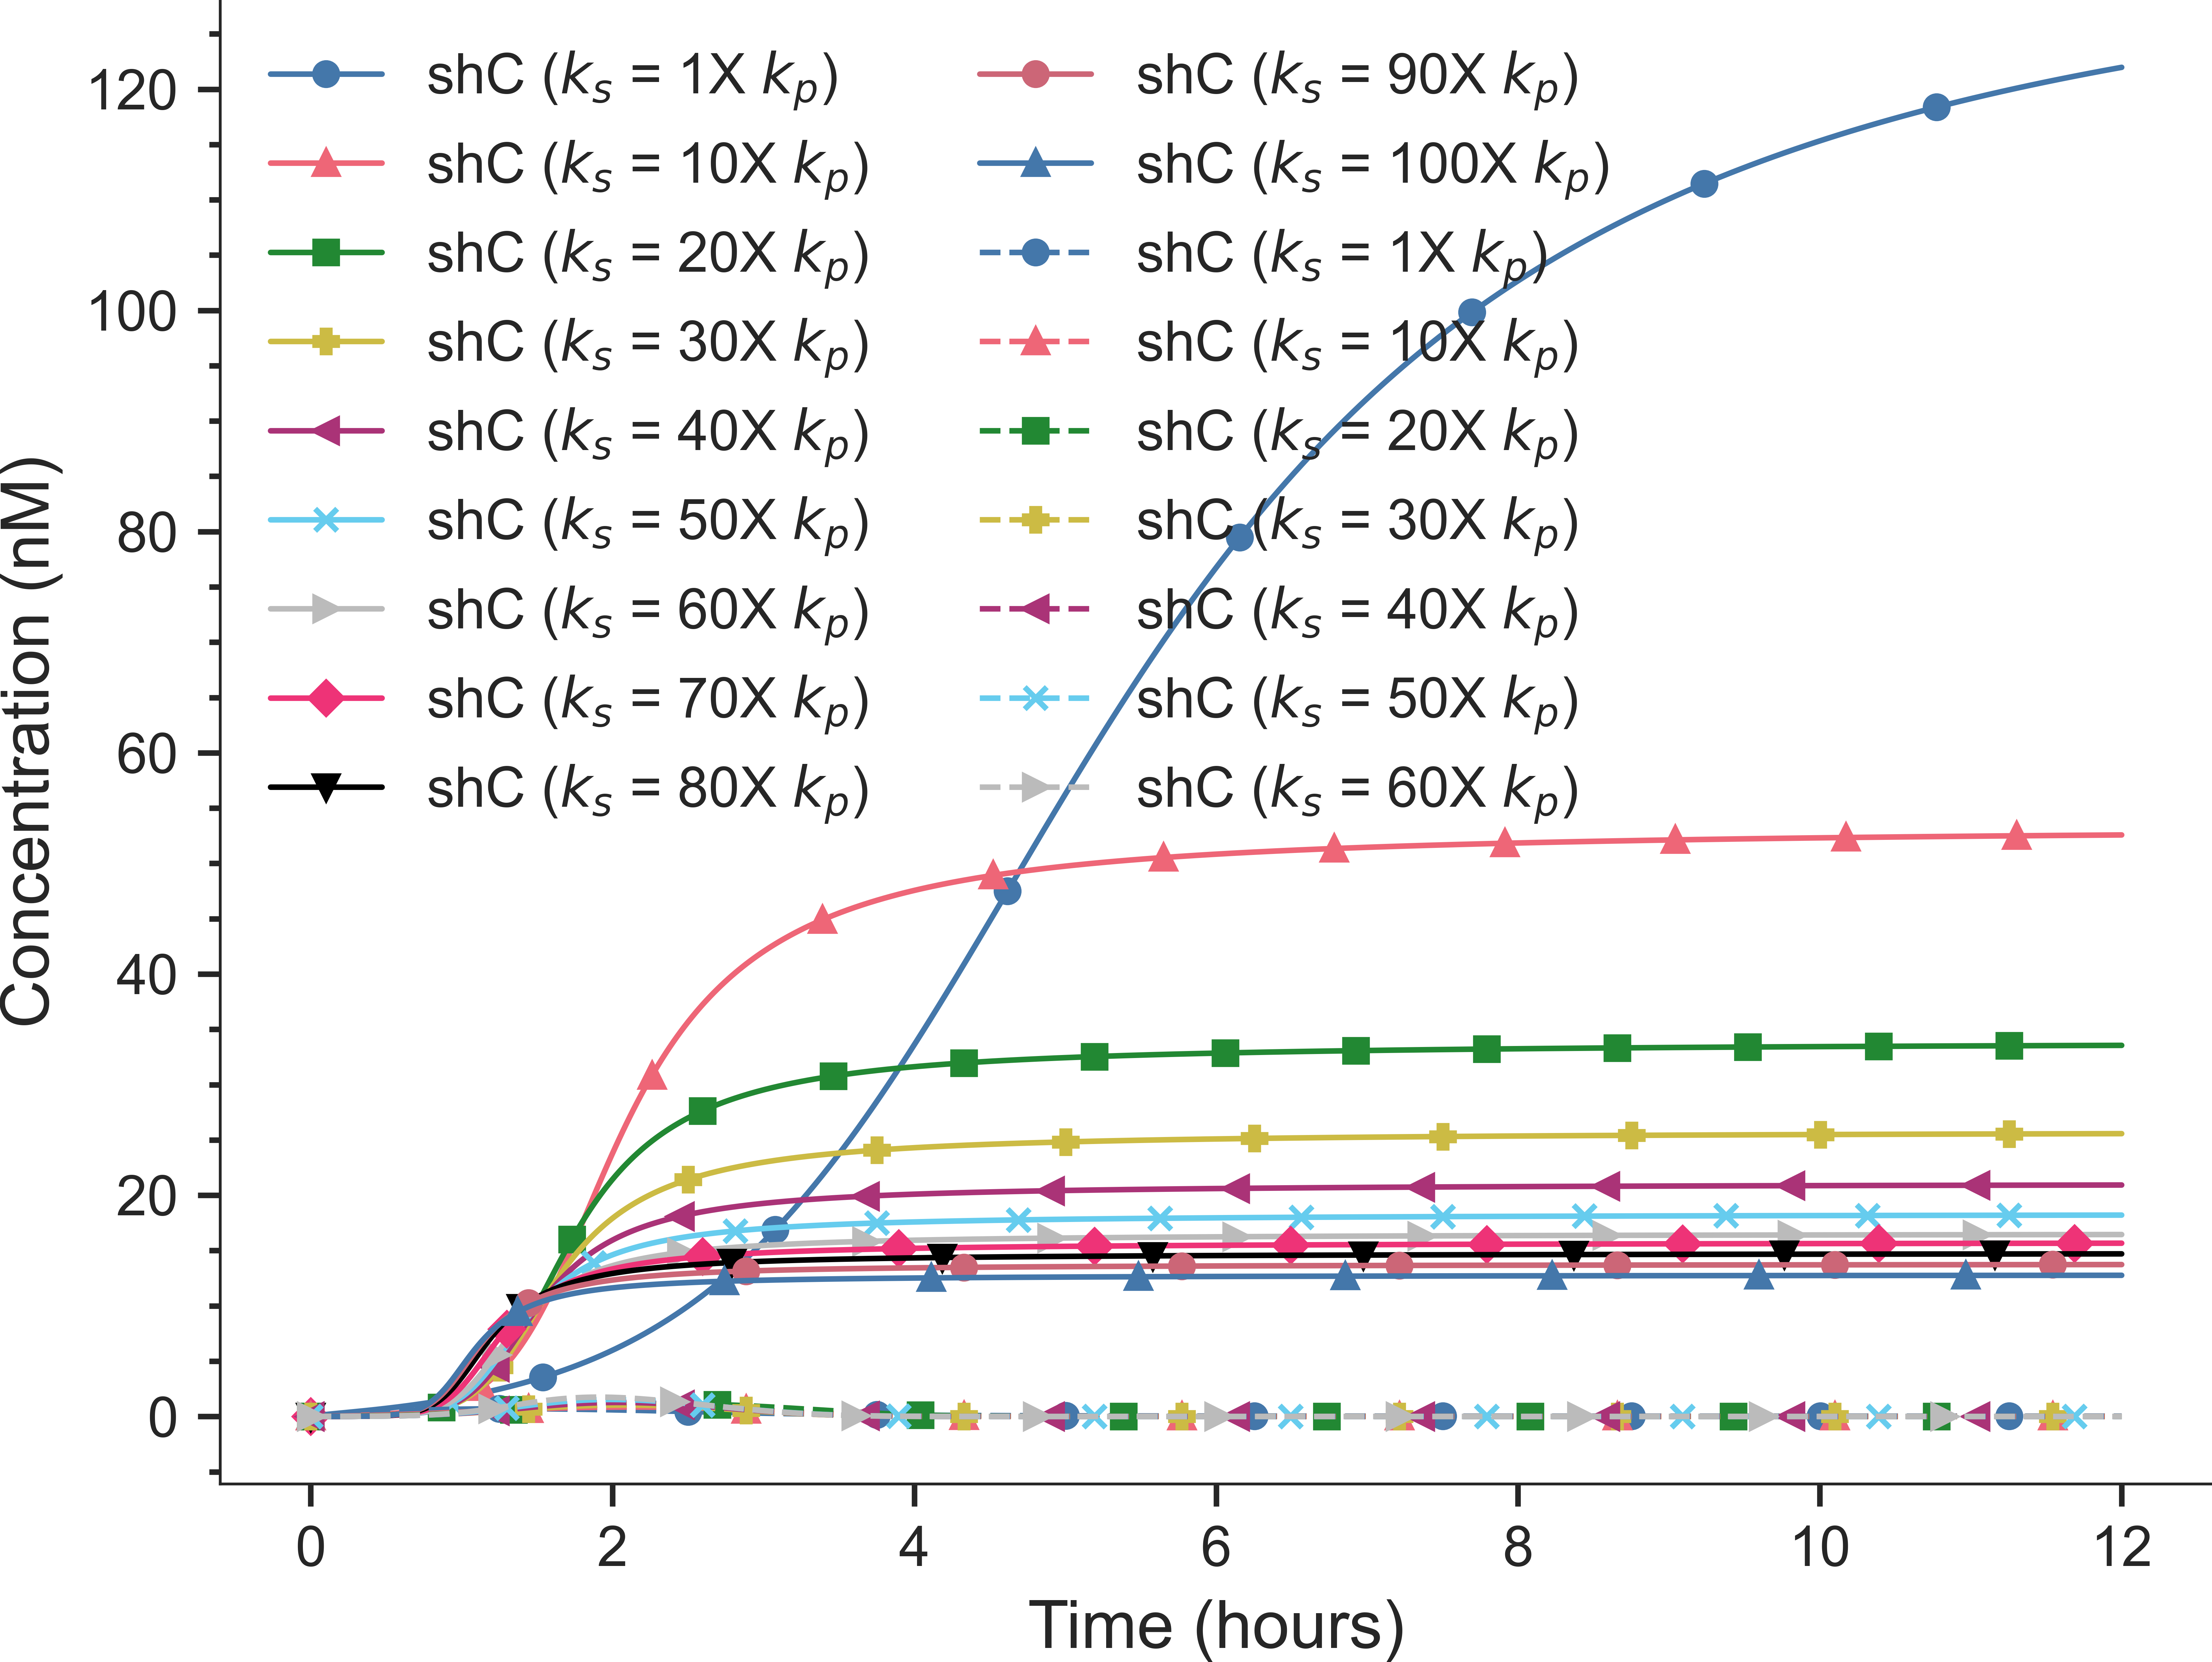 Concentration (nM)
120
100
80
60
40
20
0
shC (ks = 1X kp)
shC (ks = 10X kp)
shC (ks = 20X kp)
shC (ks = 30X kp)
shC (ks = 40X kp)
shC (ks = 50X kp)
shC (ks = 60X kp)
shC (ks = 70X kp)
shC (ks = 80X kp)
shC (ks = 90X kp)
shC (ks = 100X kp)
shC (ks = 1X kp)
shC (ks = 10X kp)
shC (ks = 20X kp)
shC (ks = 30X kp)
shC (ks = 40X kp)
shC (ks = 50X kp)
shC (ks = 60X kp)
0 2 4 6 8 10 12
Time (hours)